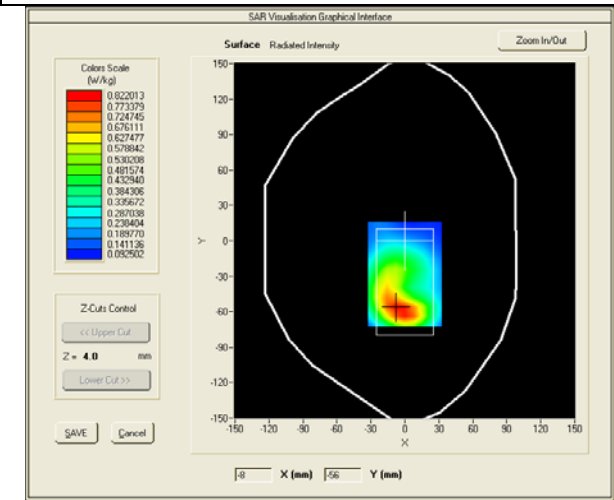 SAR Visualisation Graphical Interface
Surface Radiated Intensity
Zoom In/Out
Colors Scale
(W/kg)
0.822013
0.773379
0.724745
0.676111
0.627477
0.578842
0.530208
0.481574
0.432940
0.384306
0.335672
0.287038
0.238404
0.189770
0.141136
0.092502
Z-Cuts Control
<< Upper Cut
Z = 4.0 mm
Lower Cut >>
SAVE Cancel
150-
120-
90-
60-
30-
0-
-30-
-60-
-90-
-120-
-150-
Y
-150 -120 -90 -60 -30 0 30 60 90 120 150
X
-8 X (mm) -56 Y (mm)